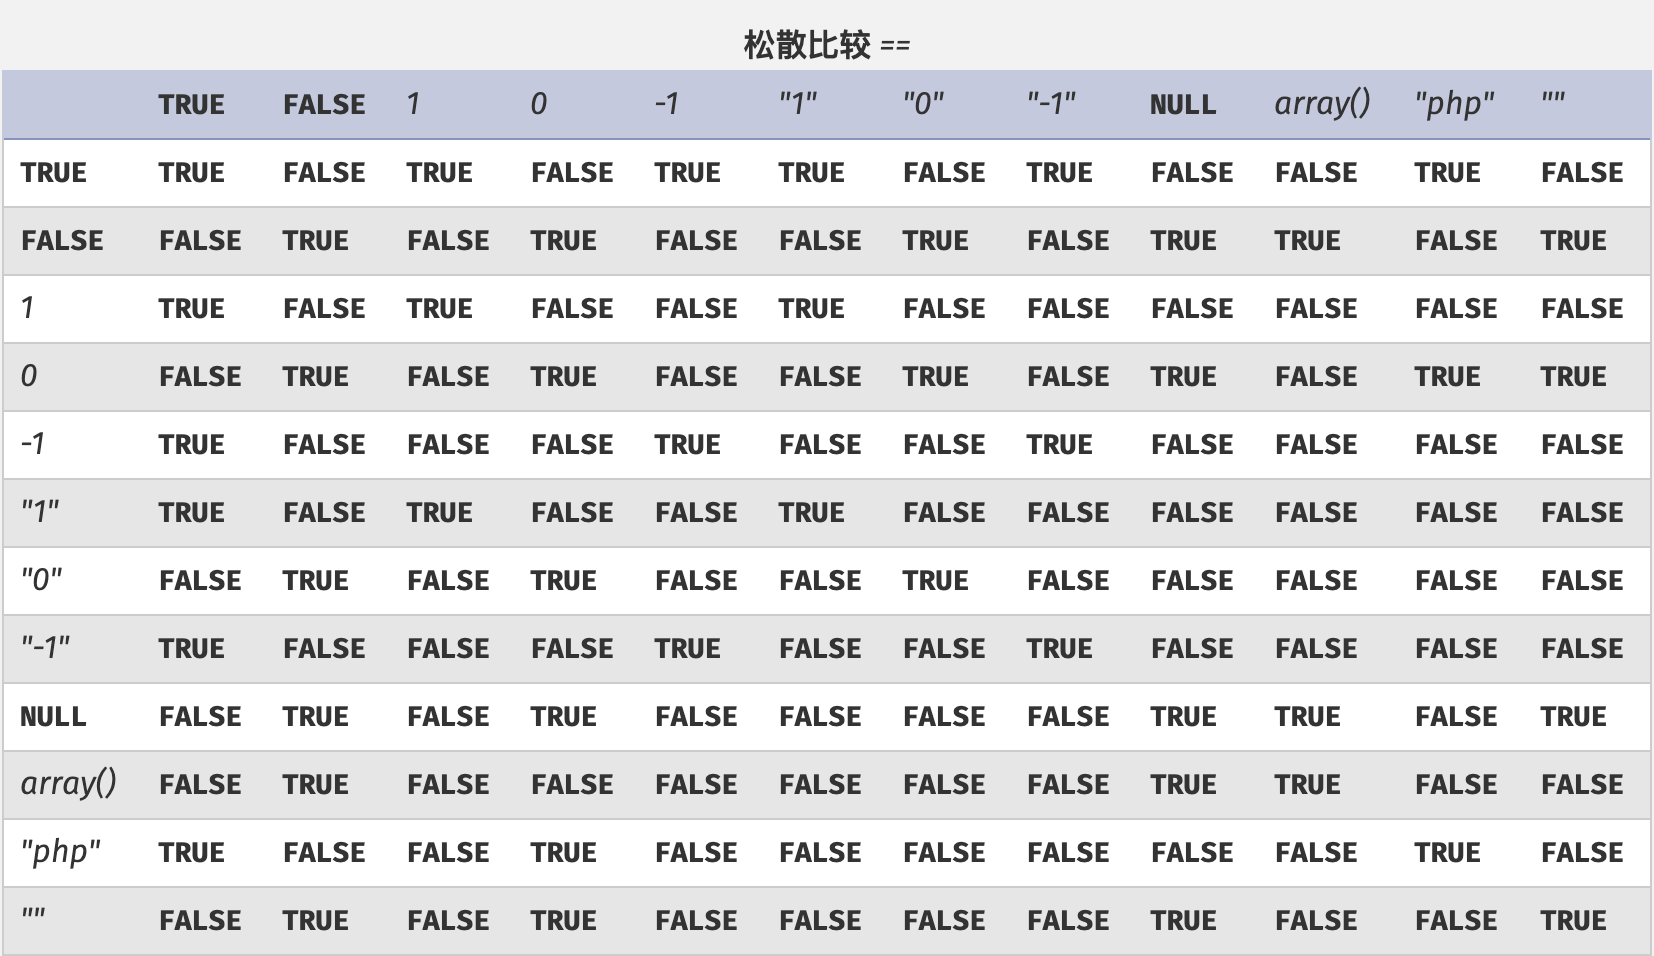 松散比较 ==
TRUE FALSE 1 0 -1 "1" "0" "-1" NULL array() "php" ""
TRUE TRUE FALSE TRUE FALSE TRUE TRUE FALSE TRUE FALSE FALSE TRUE FALSE
FALSE FALSE TRUE FALSE TRUE FALSE FALSE TRUE FALSE TRUE TRUE FALSE TRUE
1 TRUE FALSE TRUE FALSE FALSE TRUE FALSE FALSE FALSE FALSE FALSE FALSE
0 FALSE TRUE FALSE TRUE FALSE FALSE TRUE FALSE TRUE FALSE TRUE TRUE
-1 TRUE FALSE FALSE FALSE TRUE FALSE FALSE TRUE FALSE FALSE FALSE FALSE
"1" TRUE FALSE TRUE FALSE FALSE TRUE FALSE FALSE FALSE FALSE FALSE FALSE
"0" FALSE TRUE FALSE TRUE FALSE FALSE TRUE FALSE FALSE FALSE FALSE FALSE
"-1" TRUE FALSE FALSE FALSE TRUE FALSE FALSE TRUE FALSE FALSE FALSE FALSE
NULL FALSE TRUE FALSE TRUE FALSE FALSE FALSE FALSE TRUE TRUE FALSE TRUE
array() FALSE TRUE FALSE FALSE FALSE FALSE FALSE FALSE TRUE TRUE FALSE FALSE
"php" TRUE FALSE FALSE TRUE FALSE FALSE FALSE FALSE FALSE FALSE TRUE FALSE
"" FALSE TRUE FALSE TRUE FALSE FALSE FALSE FALSE TRUE FALSE FALSE TRUE